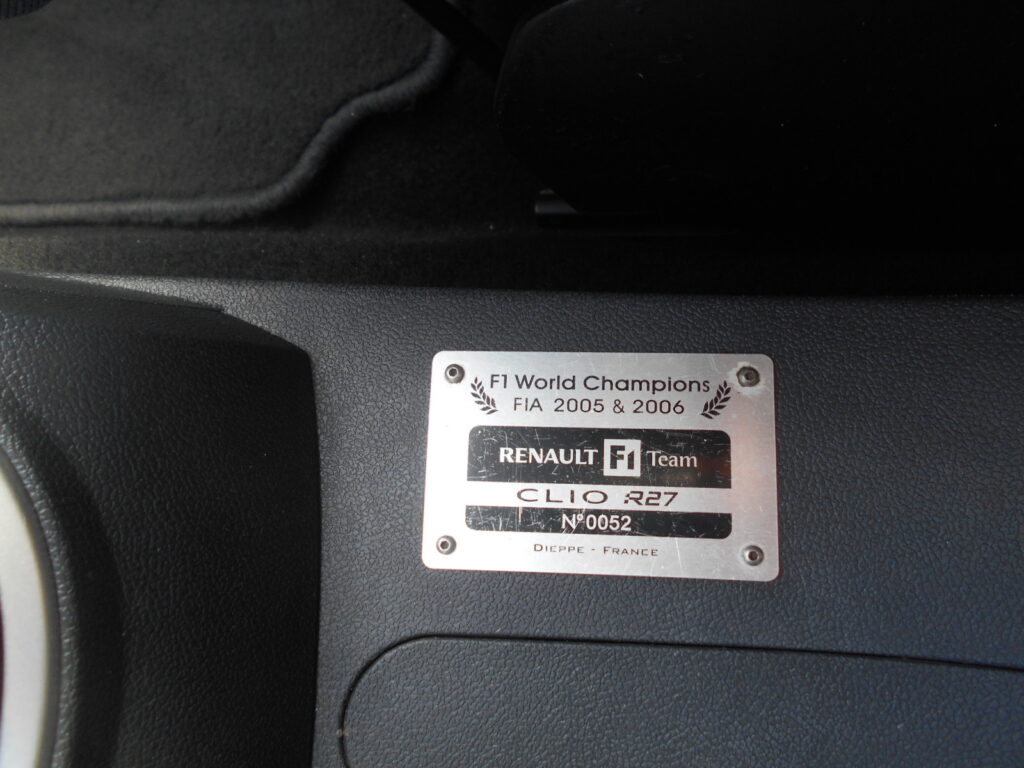 F1 World Champions
FIA 2005 & 2006
RENAULT F1 Team
CLIO R27
N°0052
DIEPPE - FRANCE